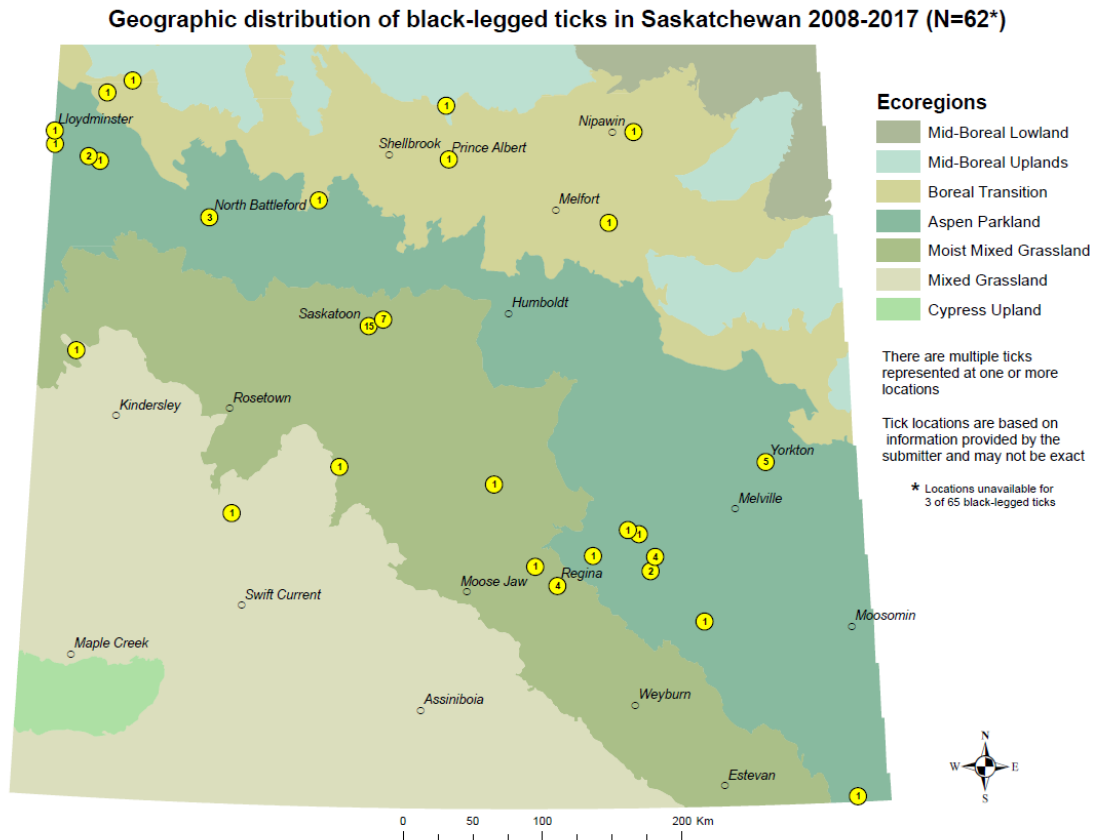 Geographic distribution of black-legged ticks in Saskatchewan 2008-2017 (N=62*)
1
1
1
Lloydminster
1
1
2
1
Shellbrook
Prince Albert
1
Nipawin
1
North Battleford
3
1
Melfort
1
Humboldt
Saskatoon
15
7
1
Kindersley
Rosetown
1
1
1
Yorkton
5
Melville
1
1
1
4
2
1
Regina
4
Moose Jaw
Swift Current
1
Moosomin
Maple Creek
Assiniboia
Weyburn
Estevan
1
Ecoregions
Mid-Boreal Lowland
Mid-Boreal Uplands
Boreal Transition
Aspen Parkland
Moist Mixed Grassland
Mixed Grassland
Cypress Upland
There are multiple ticks
represented at one or more
locations
Tick locations are based on
information provided by the
submitter and may not be exact
* Locations unavailable for
3 of 65 black-legged ticks
N
W E
S
0 50 100 200 Km